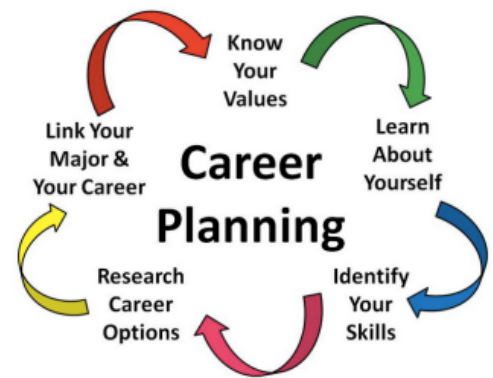 Know
Your
Values
Learn
About
Yourself
Identify
Your
Skills
Research
Career
Options
Link Your
Major &
Your Career
Career
Planning